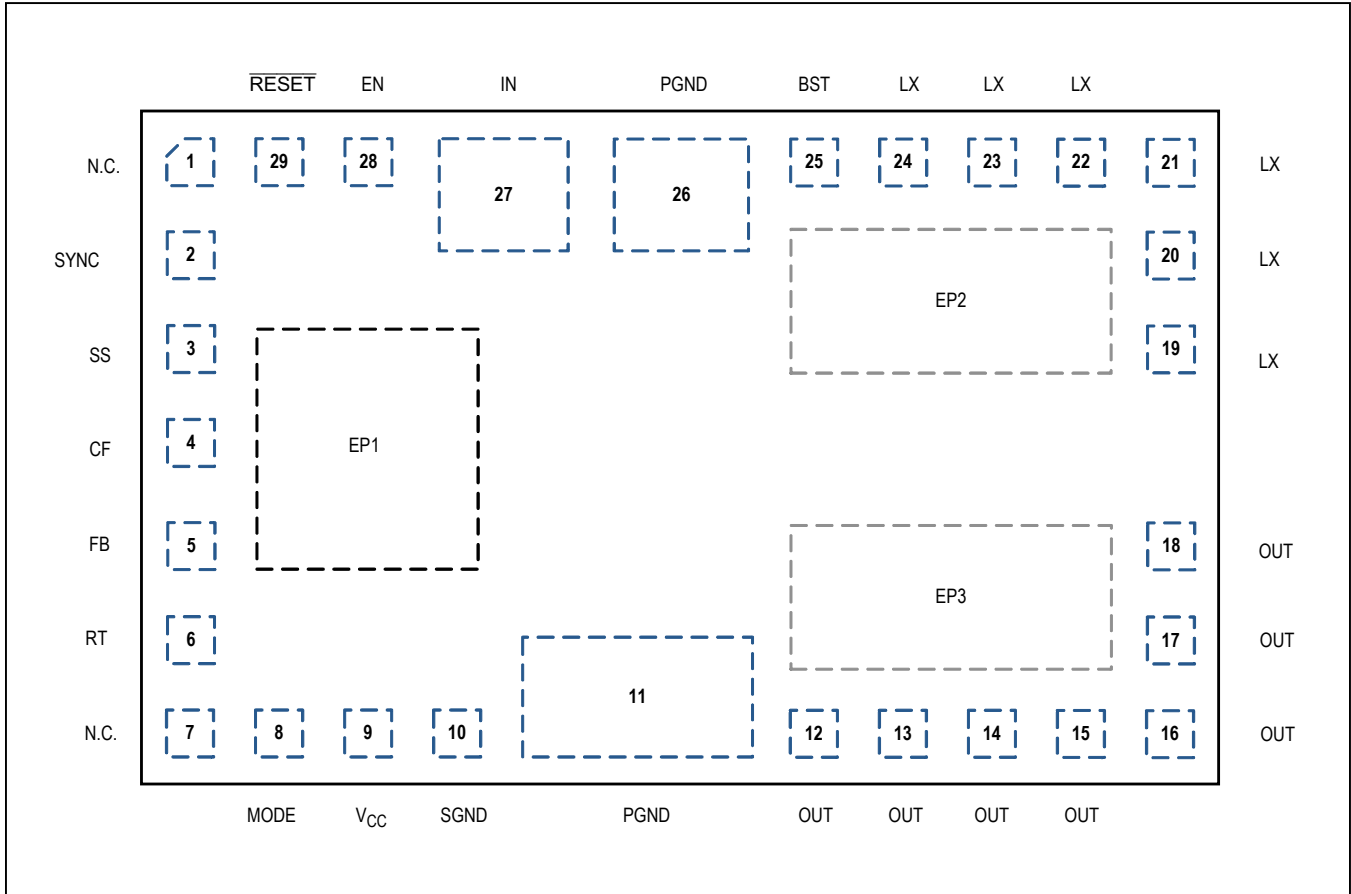 RESET EN IN PGND BST LX LX LX
N.C. 1 29 28 27 26 25 24 23 22 21 LX
SYNC 2 20 LX
EP2
SS 3 19 LX
CF 4 EP1
FB 5 18 OUT
EP3
RT 6 17 OUT
11
N.C. 7 8 9 10 12 13 14 15 16 OUT
MODE VCC SGND PGND OUT OUT OUT OUT